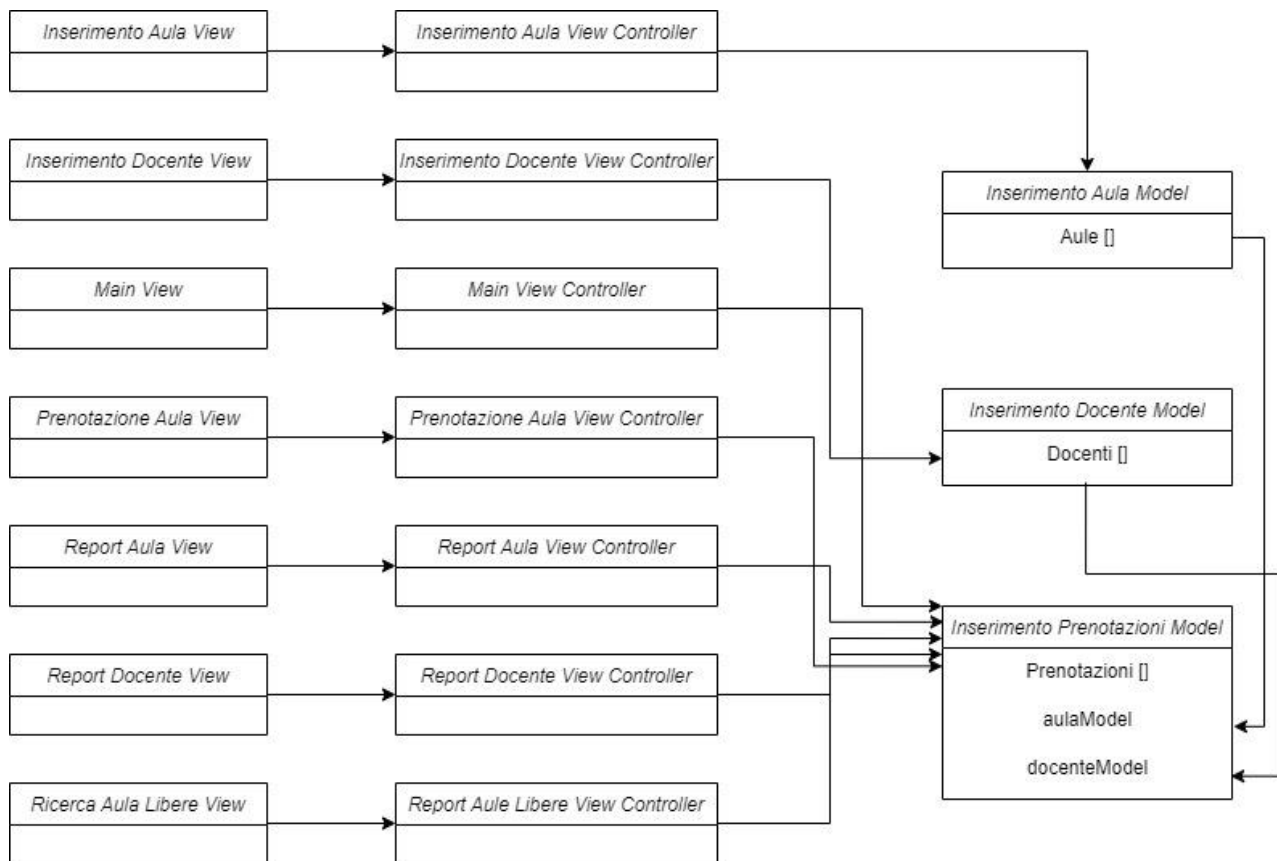 Inserimento Aula View
Inserimento Aula View Controller
Inserimento Docente View
Inserimento Docente View Controller
Inserimento Aula Model
Aule []
Main View
Main View Controller
Prenotazione Aula View
Prenotazione Aula View Controller
Inserimento Docente Model
Docenti []
Report Aula View
Report Aula View Controller
Inserimento Prenotazioni Model
Prenotazioni []
aulaModel
docenteModel
Report Docente View
Report Docente View Controller
Ricerca Aula Libere View
Report Aule Libere View Controller